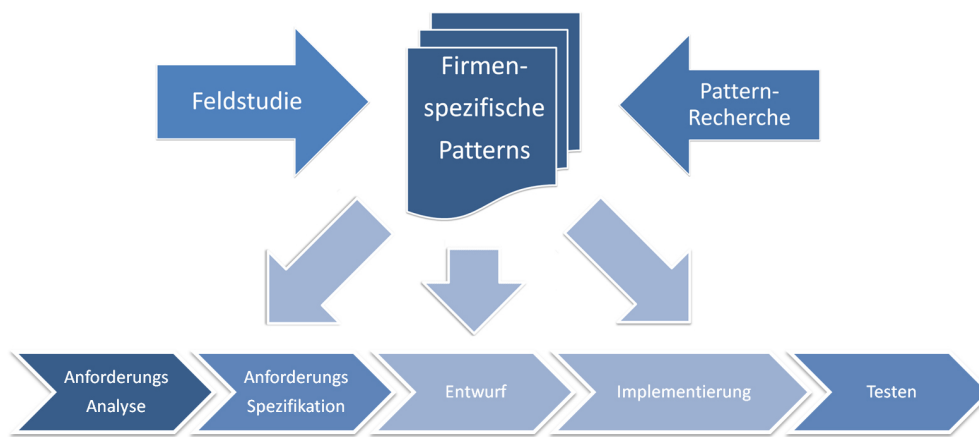 Feldstudie
Firmen-
spezifische
Patterns
Pattern-
Recherche
Anforderungs
Analyse
Anforderungs
Spezifikation
Entwurf
Implementierung
Testen